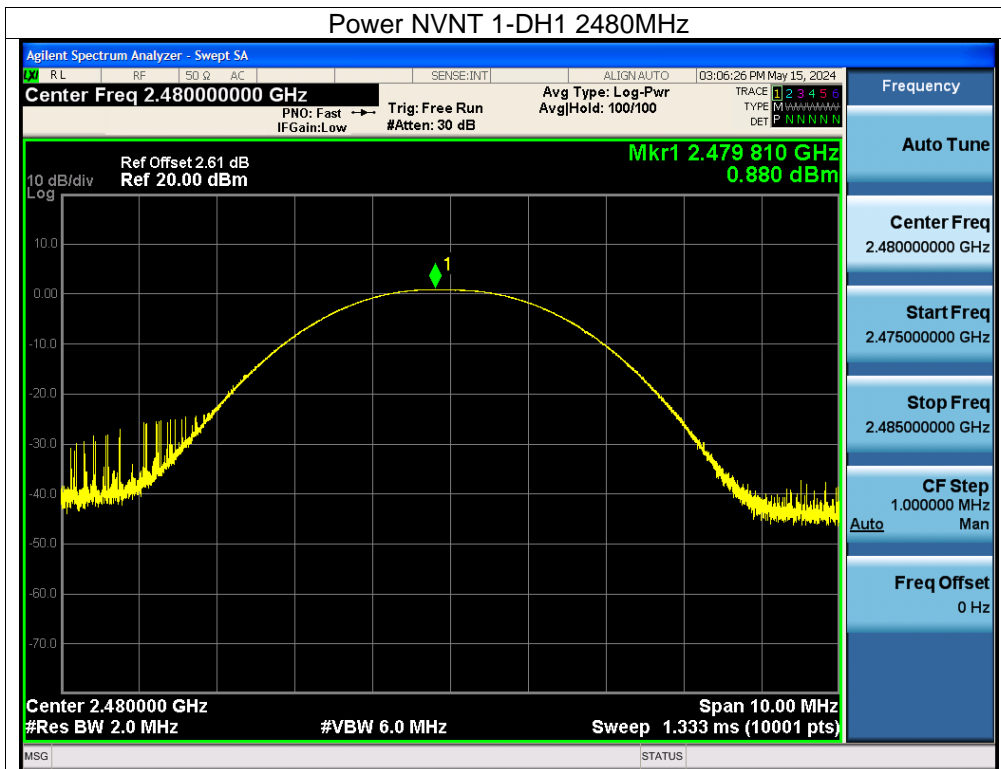 Power NVNT 1-DH1 2480MHz
Agilent Spectrum Analyzer - Swept SA
LXI RL RF 50 Ω AC SENSE:INT ALIGN AUTO 03:06:26 PM May 15, 2024
Center Freq 2.480000000 GHz
PNO: Fast
IFGain:Low
Trig: Free Run
#Atten: 30 dB
Avg Type: Log-Pwr
Avg|Hold: 100/100
TRACE 1 2 3 4 5 6
TYPE M WWWWW
DET P N N N N N
Mkr1 2.479 810 GHz
0.880 dBm
Ref Offset 2.61 dB
10 dB/div Ref 20.00 dBm
Log
10.0
0.00
-10.0
-20.0
-30.0
-40.0
-50.0
-60.0
-70.0
1
Center 2.480000 GHz Span 10.00 MHz
#Res BW 2.0 MHz #VBW 6.0 MHz Sweep 1.333 ms (10001 pts)
MSG STATUS
Frequency
Auto Tune
Center Freq
2.480000000 GHz
Start Freq
2.475000000 GHz
Stop Freq
2.485000000 GHz
CF Step
1.000000 MHz
Auto Man
Freq Offset
0 Hz